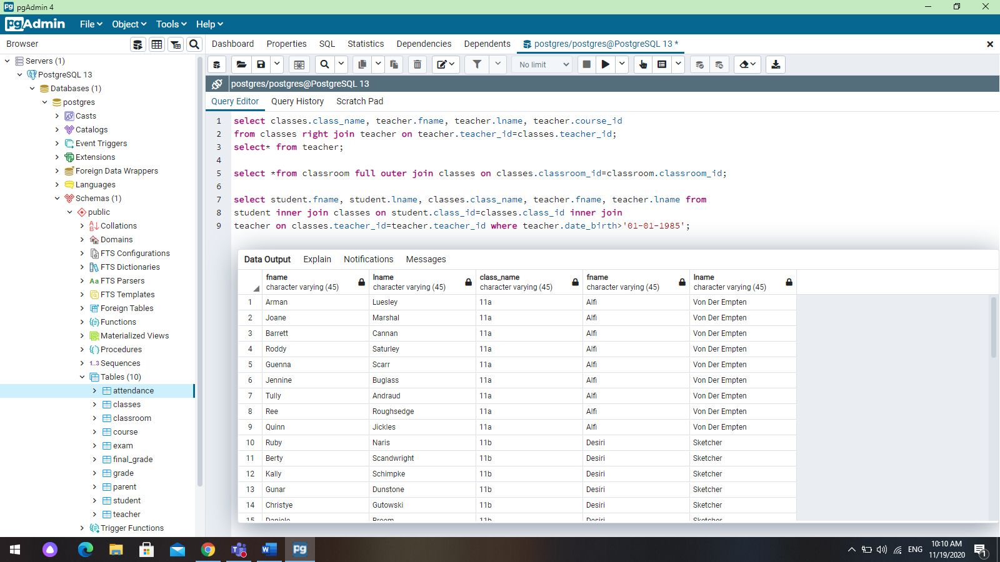 pgAdmin 4
pgAdmin File Object Tools Help
Browser
Dashboard Properties SQL Statistics Dependencies Dependents postgres/postgres@PostgreSQL 13 *
No limit
postgres/postgres@PostgreSQL 13
Query Editor Query History Scratch Pad
Servers (1)
PostgreSQL 13
Databases (1)
postgres
Casts
Catalogs
Event Triggers
Extensions
Foreign Data Wrappers
Languages
Schemas (1)
public
Collations
Domains
FTS Configurations
FTS Dictionaries
FTS Parsers
FTS Templates
Foreign Tables
Functions
Materialized Views
Procedures
1..3 Sequences
Tables (10)
attendance
classes
classroom
course
exam
final_grade
grade
parent
student
teacher
Trigger Functions
1 select classes.class_name, teacher.fname, teacher.lname, teacher.course_id
2 from classes right join teacher on teacher.teacher_id=classes.teacher_id;
3 select* from teacher;
4
5 select *from classroom full outer join classes on classes.classroom_id=classroom.classroom_id;
6
7 select student.fname, student.lname, classes.class_name, teacher.fname, teacher.lname from
8 student inner join classes on student.class_id=classes.class_id inner join
9 teacher on classes.teacher_id=teacher.teacher_id where teacher.date_birth>'01-01-1985';
Data Output Explain Notifications Messages
fname lname class_name fname lname
character varying (45) character varying (45) character varying (45) character varying (45) character varying (45)
1 Arman Luesley 11a Alfi Von Der Empten
2 Joane Marshal 11a Alfi Von Der Empten
3 Barrett Cannan 11a Alfi Von Der Empten
4 Roddy Saturley 11a Alfi Von Der Empten
5 Guenna Scarr 11a Alfi Von Der Empten
6 Jennine Buglass 11a Alfi Von Der Empten
7 Tully Andraud 11a Alfi Von Der Empten
8 Ree Roughsedge 11a Alfi Von Der Empten
9 Quinn Jickles 11a Alfi Von Der Empten
10 Ruby Naris 11b Desiri Sketcher
11 Berty Scandwright 11b Desiri Sketcher
12 Kally Schimpke 11b Desiri Sketcher
13 Gunar Dunstone 11b Desiri Sketcher
14 Christye Gutowski 11b Desiri Sketcher
15 Daniele Broom 11b Desiri Sketcher
ENG
10:10 AM
11/19/2020
1